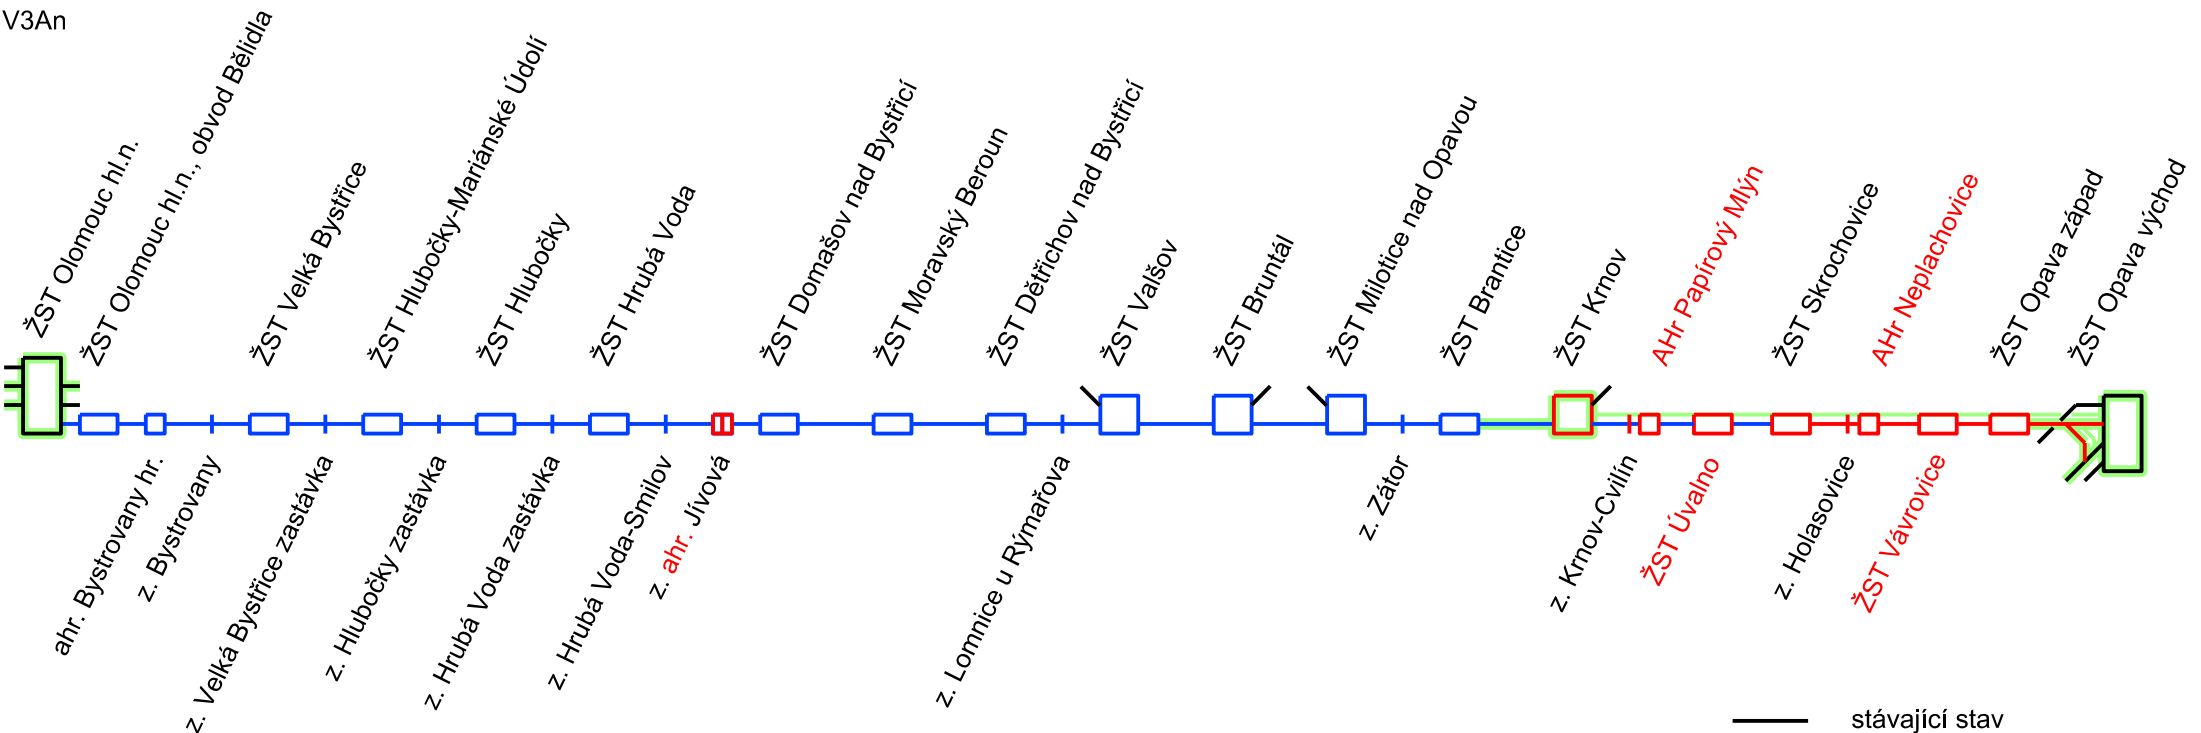 V3An
ŽST Olomouc hl.n.
ŽST Olomouc hl.n., obvod Bělidla
ŽST Velká Bystřice
ŽST Hlubočky-Mariánské Údolí
ŽST Hlubočky
ŽST Hrubá Voda
ŽST Domašov nad Bystřicí
ŽST Moravský Beroun
ŽST Dětřichov nad Bystřicí
ŽST Valšov
ŽST Bruntál
ŽST Milotice nad Opavou
ŽST Brantice
ŽST Krnov
AHr Papírový Mlýn
ŽST Skrochovice
AHr Neplachovice
ŽST Opava západ
ŽST Opava východ
ahr. Bystrovany hr.
z. Bystrovany
z. Velká Bystřice zastávka
z. Hlubočky zastávka
z. Hrubá Voda zastávka
z. Hrubá Voda-Smilov
z. ahr. Jívová
z. Lomnice u Rýmařova
z. Zátor
z. Krnov-Cvilín
ŽST Úvalno
z. Holasovice
ŽST Vávrovice
stávající stav